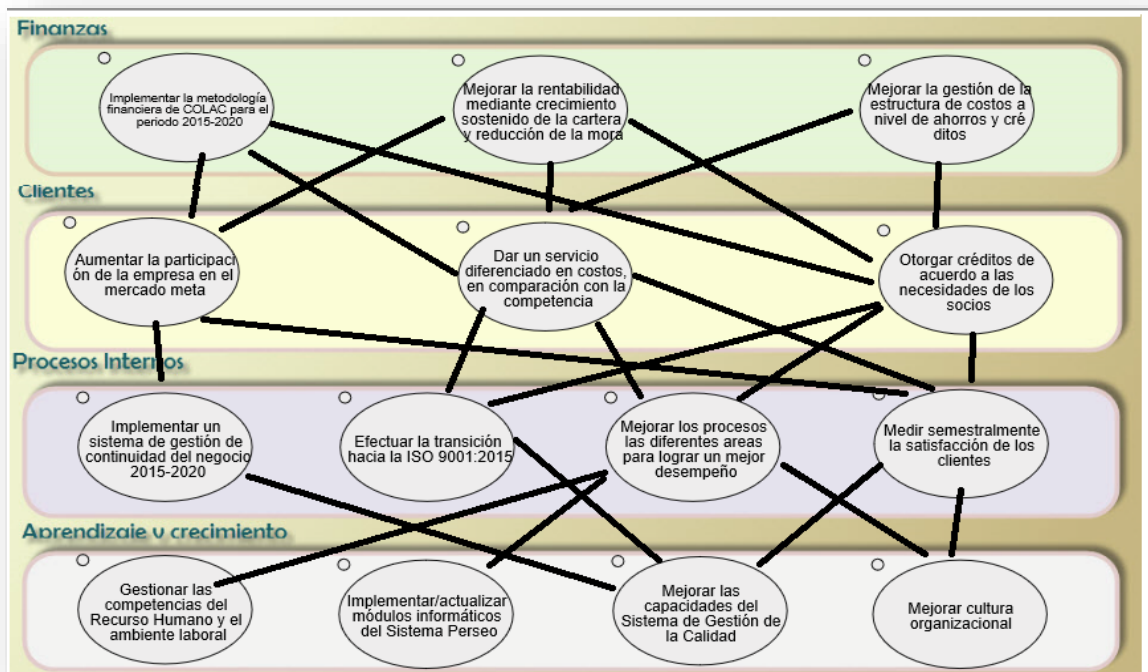 Finanzas
Implementar la metodología
financiera de COLAC para el
periodo 2015-2020
Mejorar la rentabilidad
mediante crecimiento
sostenido de la cartera
y reducción de la mora
Mejorar la gestión de la
estructura de costos a
nivel de ahorros y cré
ditos
Clientes
Aumentar la participaci
ón de la empresa en el
mercado meta
Dar un servicio
diferenciado en costos,
en comparación con la
competencia
Otorgar créditos de
acuerdo a las
necesidades de los
socios
Procesos Internos
Implementar un
sistema de gestión de
continuidad del negocio
2015-2020
Efectuar la transición
hacia la ISO 9001:2015
Mejorar los procesos
las diferentes areas
para lograr un mejor
desempeño
Medir semestralmente
la satisfacción de los
clientes
Aprendizaje y crecimiento
Gestionar las
competencias del
Recurso Humano y el
ambiente laboral
Implementar/actualizar
módulos informáticos
del Sistema Perseo
Mejorar las
capacidades del
Sistema de Gestión de
la Calidad
Mejorar cultura
organizacional